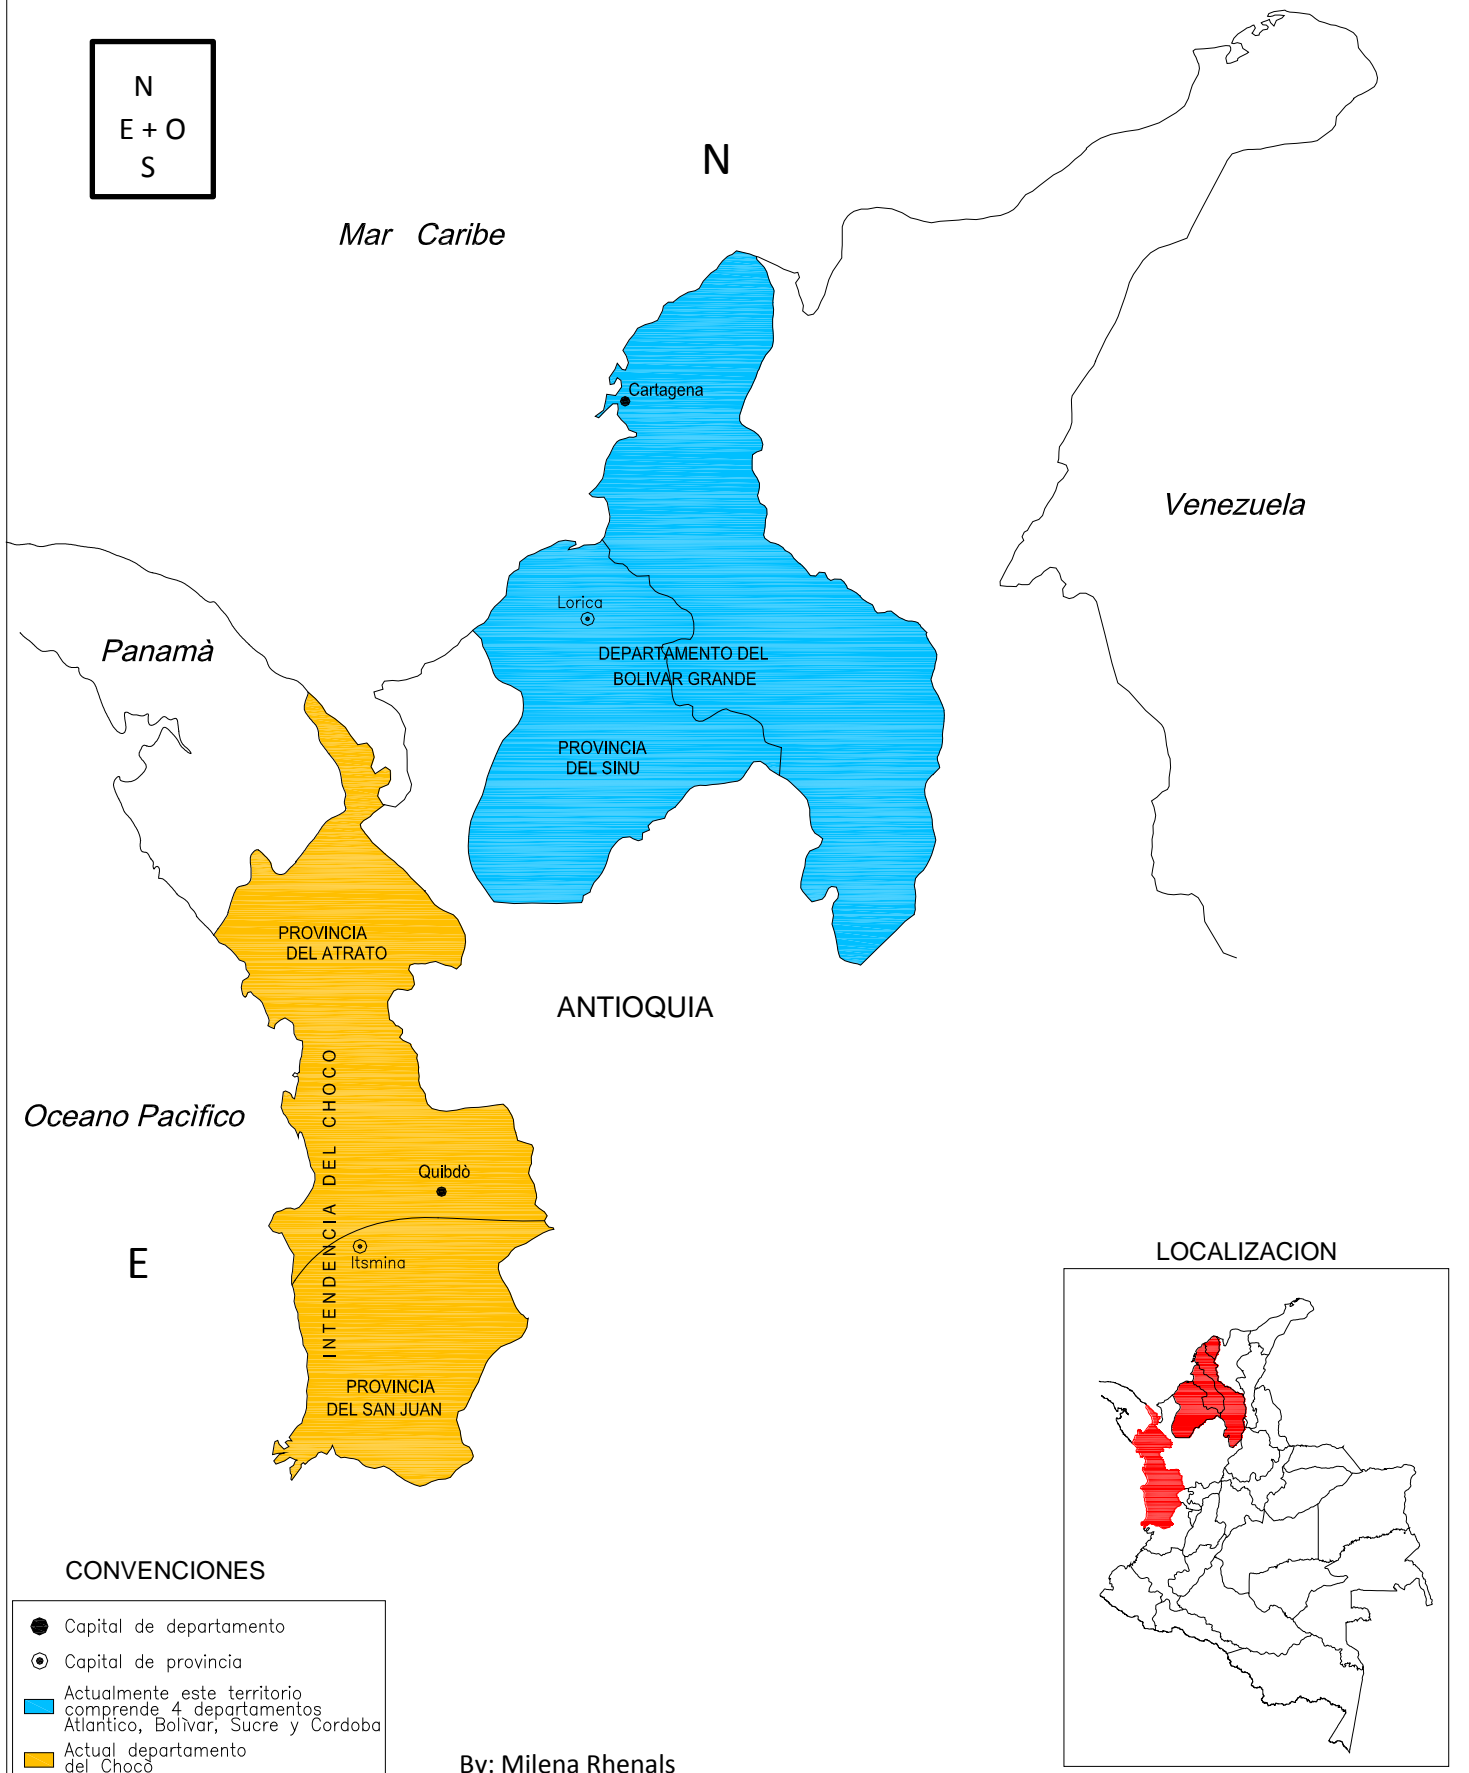 N
E + O
S
N
Mar Caribe
Cartagena
Venezuela
Lorica
Panamà
DEPARTAMENTO DEL
BOLIVAR GRANDE
PROVINCIA
DEL SINU
PROVINCIA
DEL ATRATO
ANTIOQUIA
INTENDENCIA DEL CHOCO
Oceano Pacìfico
Quibdò
E
Itsmina
PROVINCIA
DEL SAN JUAN
LOCALIZACION
CONVENCIONES
Capital de departamento
Capital de provincia
Actualmente este territorio
comprende 4 departamentos
Atlantico, Bolìvar, Sucre y Cordoba
Actual departamento
del Chocò
By: Milena Rhenals